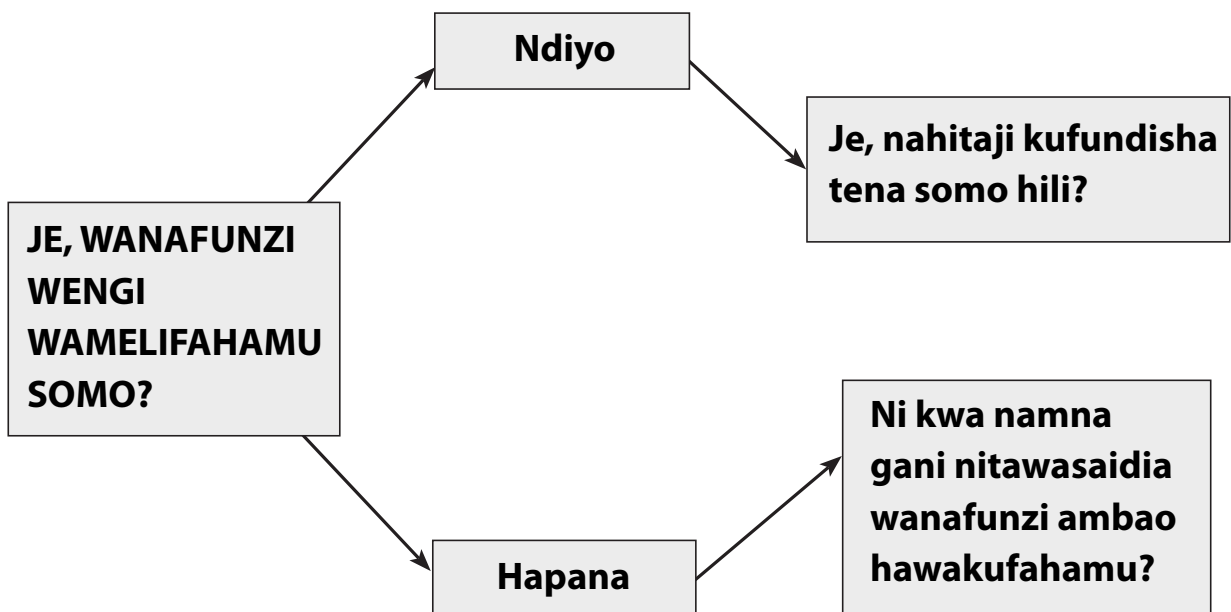 Ndiyo
Je, nahitaji kufundisha
tena somo hili?
JE, WANAFUNZI
WENGI
WAMELIFAHAMU
SOMO?
Ni kwa namna
gani nitawasaidia
wanafunzi ambao
hawakufahamu?
Hapana